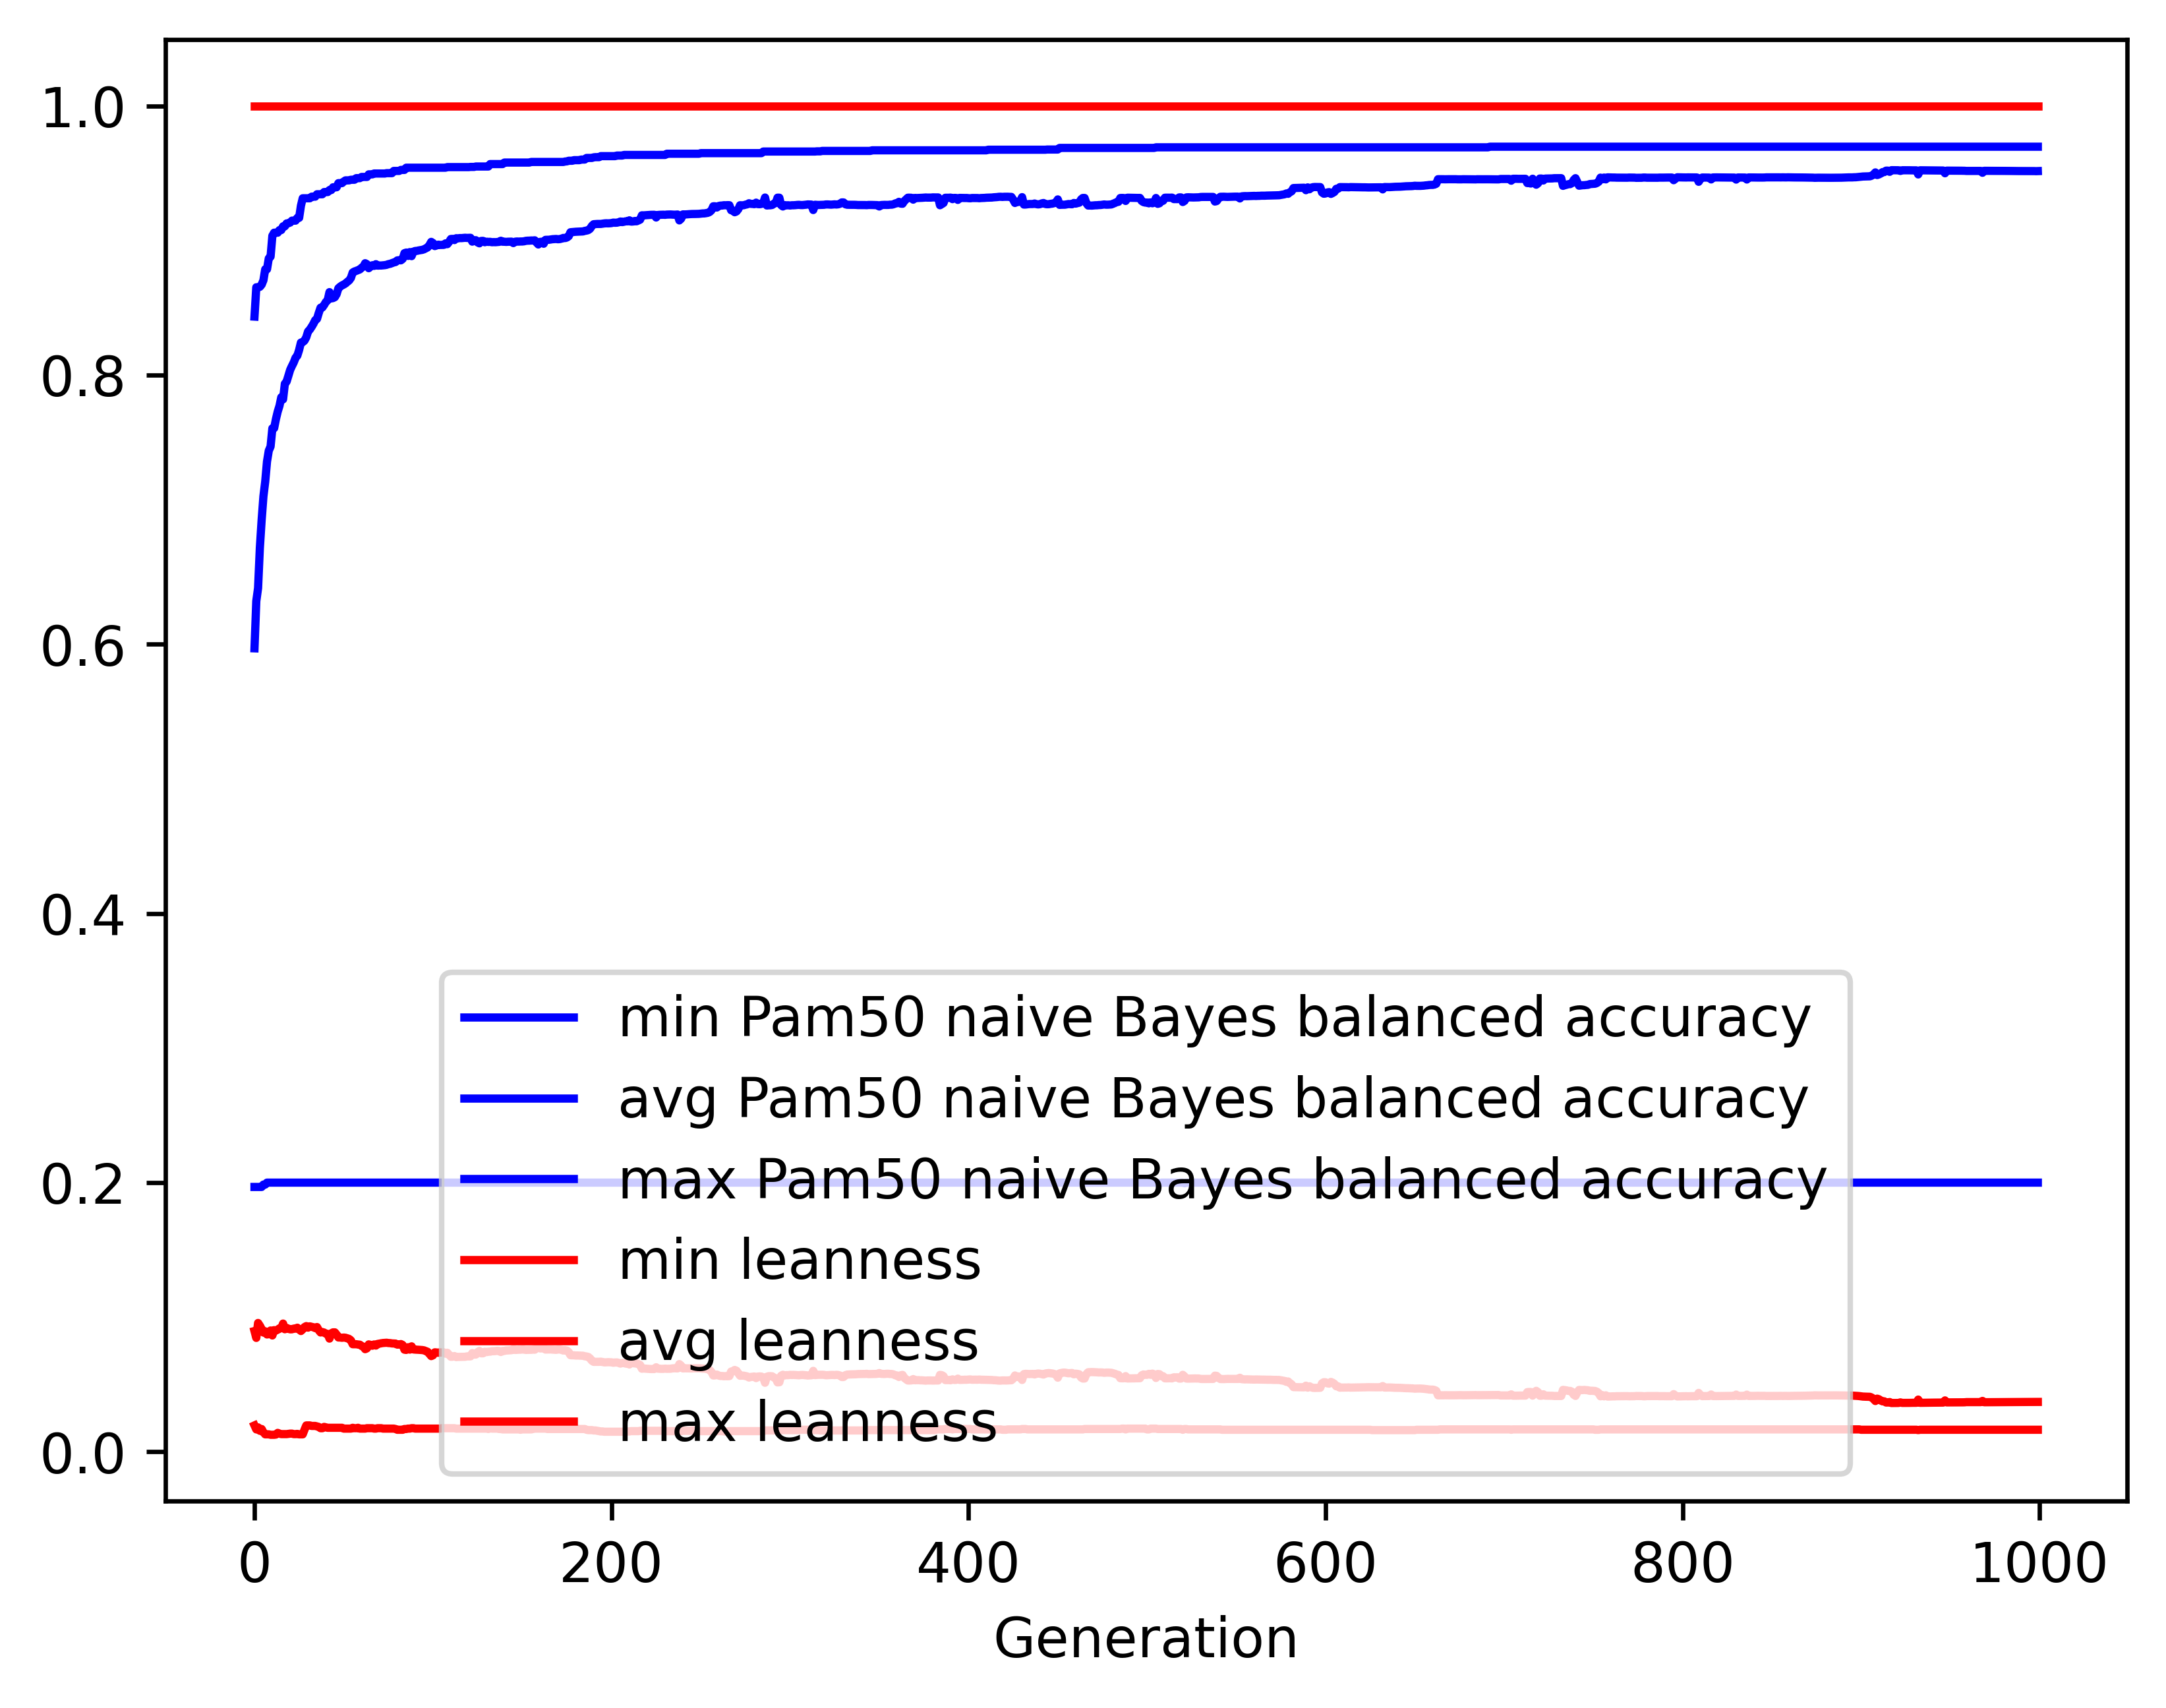 1.0
0.8
0.6
0.4
0.2
0.0
min Pam50 naive Bayes balanced accuracy
avg Pam50 naive Bayes balanced accuracy
max Pam50 naive Bayes balanced accuracy
min leanness
avg leanness
max leanness
0 200 400 600 800 1000
Generation